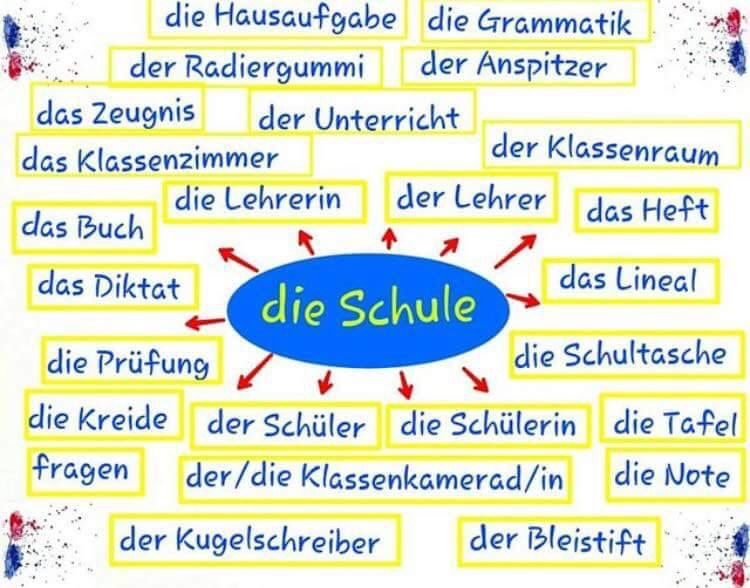 die Hausaufgabe die Grammatik
der Radiergummi der Anspitzer
das Zeugnis der Unterricht
das Klassenzimmer der Klassenraum
die Lehrerin der Lehrer das Heft
das Buch
das Diktat die Schule das Lineal
die Prüfung die Schultasche
die Kreide der Schüler die Schülerin die Tafel
fragen der/die Klassenkamerad/in die Note
der Kugelschreiber der Bleistift